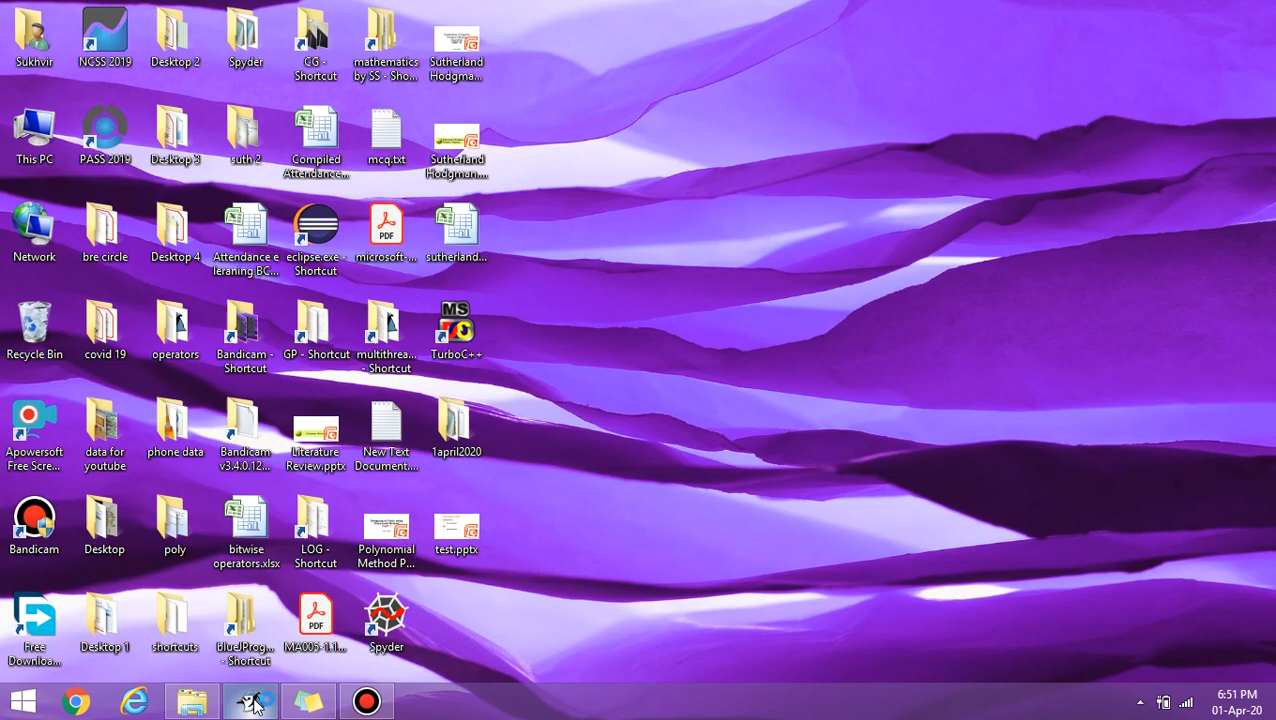 Sukhvir
NCSS 2019
Desktop 2
Spyder
CG -
Shortcut
mathematics
by SS - Sho...
Sutherland
Hodgma...
This PC
PASS 2019
Desktop 3
suth 2
Compiled
Attendance...
mcq.txt
Sutherland
Hodgman....
Network
bre circle
Desktop 4
Attendance e
leraning BC...
eclipse.exe -
Shortcut
PDF
microsoft-...
sutherland...
Recycle Bin
covid 19
operators
Bandicam -
Shortcut
GP - Shortcut
multithrea...
- Shortcut
MS
TurboC++
Apowersoft
Free Scre...
data for
youtube
phone data
Bandicam
v3.4.0.12...
Literature
Review.pptx
New Text
Document....
1april2020
Bandicam
Desktop
poly
bitwise
operators.xlsx
LOG -
Shortcut
Polynomial
Method P...
test.pptx
Free
Downloa...
Desktop 1
shortcuts
blueJProg...
- Shortcut
PDF
MA005-1.1...
Spyder
6:51 PM
01-Apr-20